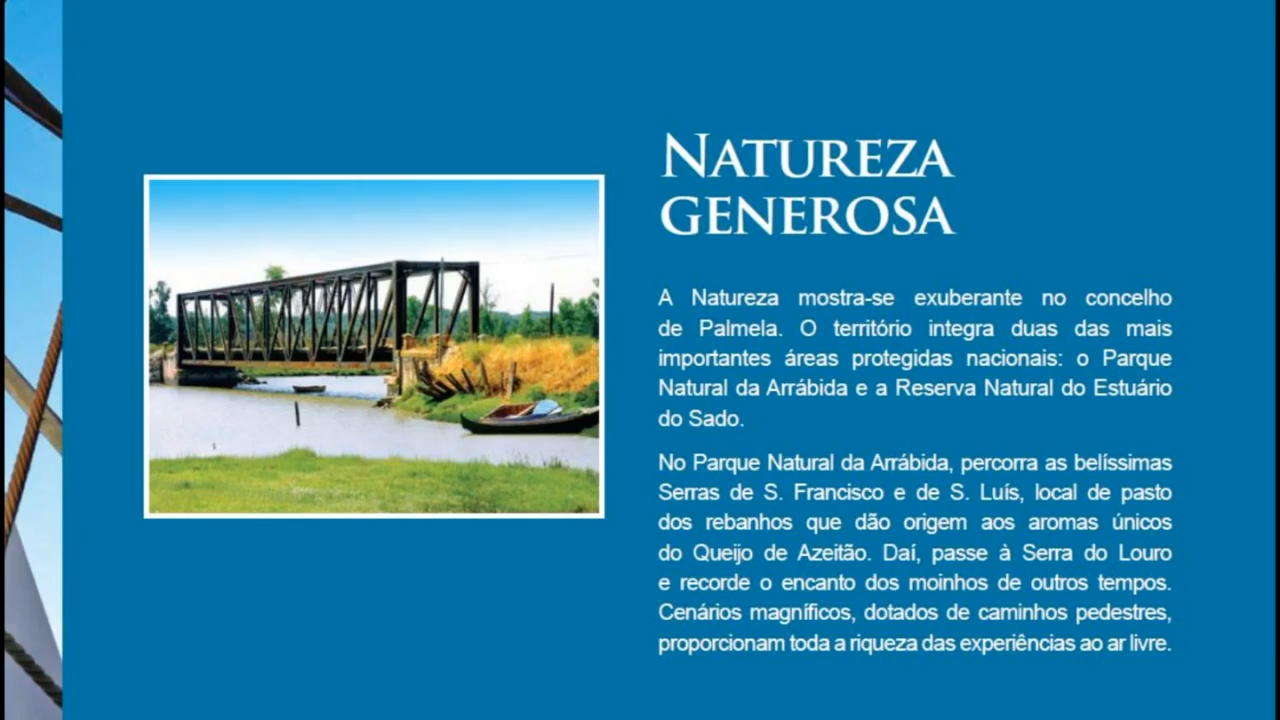 NATUREZA
GENEROSA
A Natureza mostra-se exuberante no concelho
de Palmela. O território integra duas das mais
importantes áreas protegidas nacionais: o Parque
Natural da Arrábida e a Reserva Natural do Estuário
do Sado.
No Parque Natural da Arrábida, percorra as belíssimas
Serras de S. Francisco e de S. Luís, local de pasto
dos rebanhos que dão origem aos aromas únicos
do Queijo de Azeitão. Daí, passe à Serra do Louro
e recorde o encanto dos moinhos de outros tempos.
Cenários magníficos, dotados de caminhos pedestres,
proporcionam toda a riqueza das experiências ao ar livre.